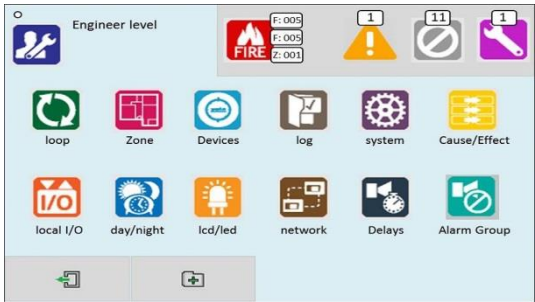 Engineer level
FIRE
F: 005
F: 005
Z: 001
1
11
1
loop
Zone
Devices
log
system
Cause/Effect
I/O
local I/O
day/night
lcd/led
network
Delays
Alarm Group